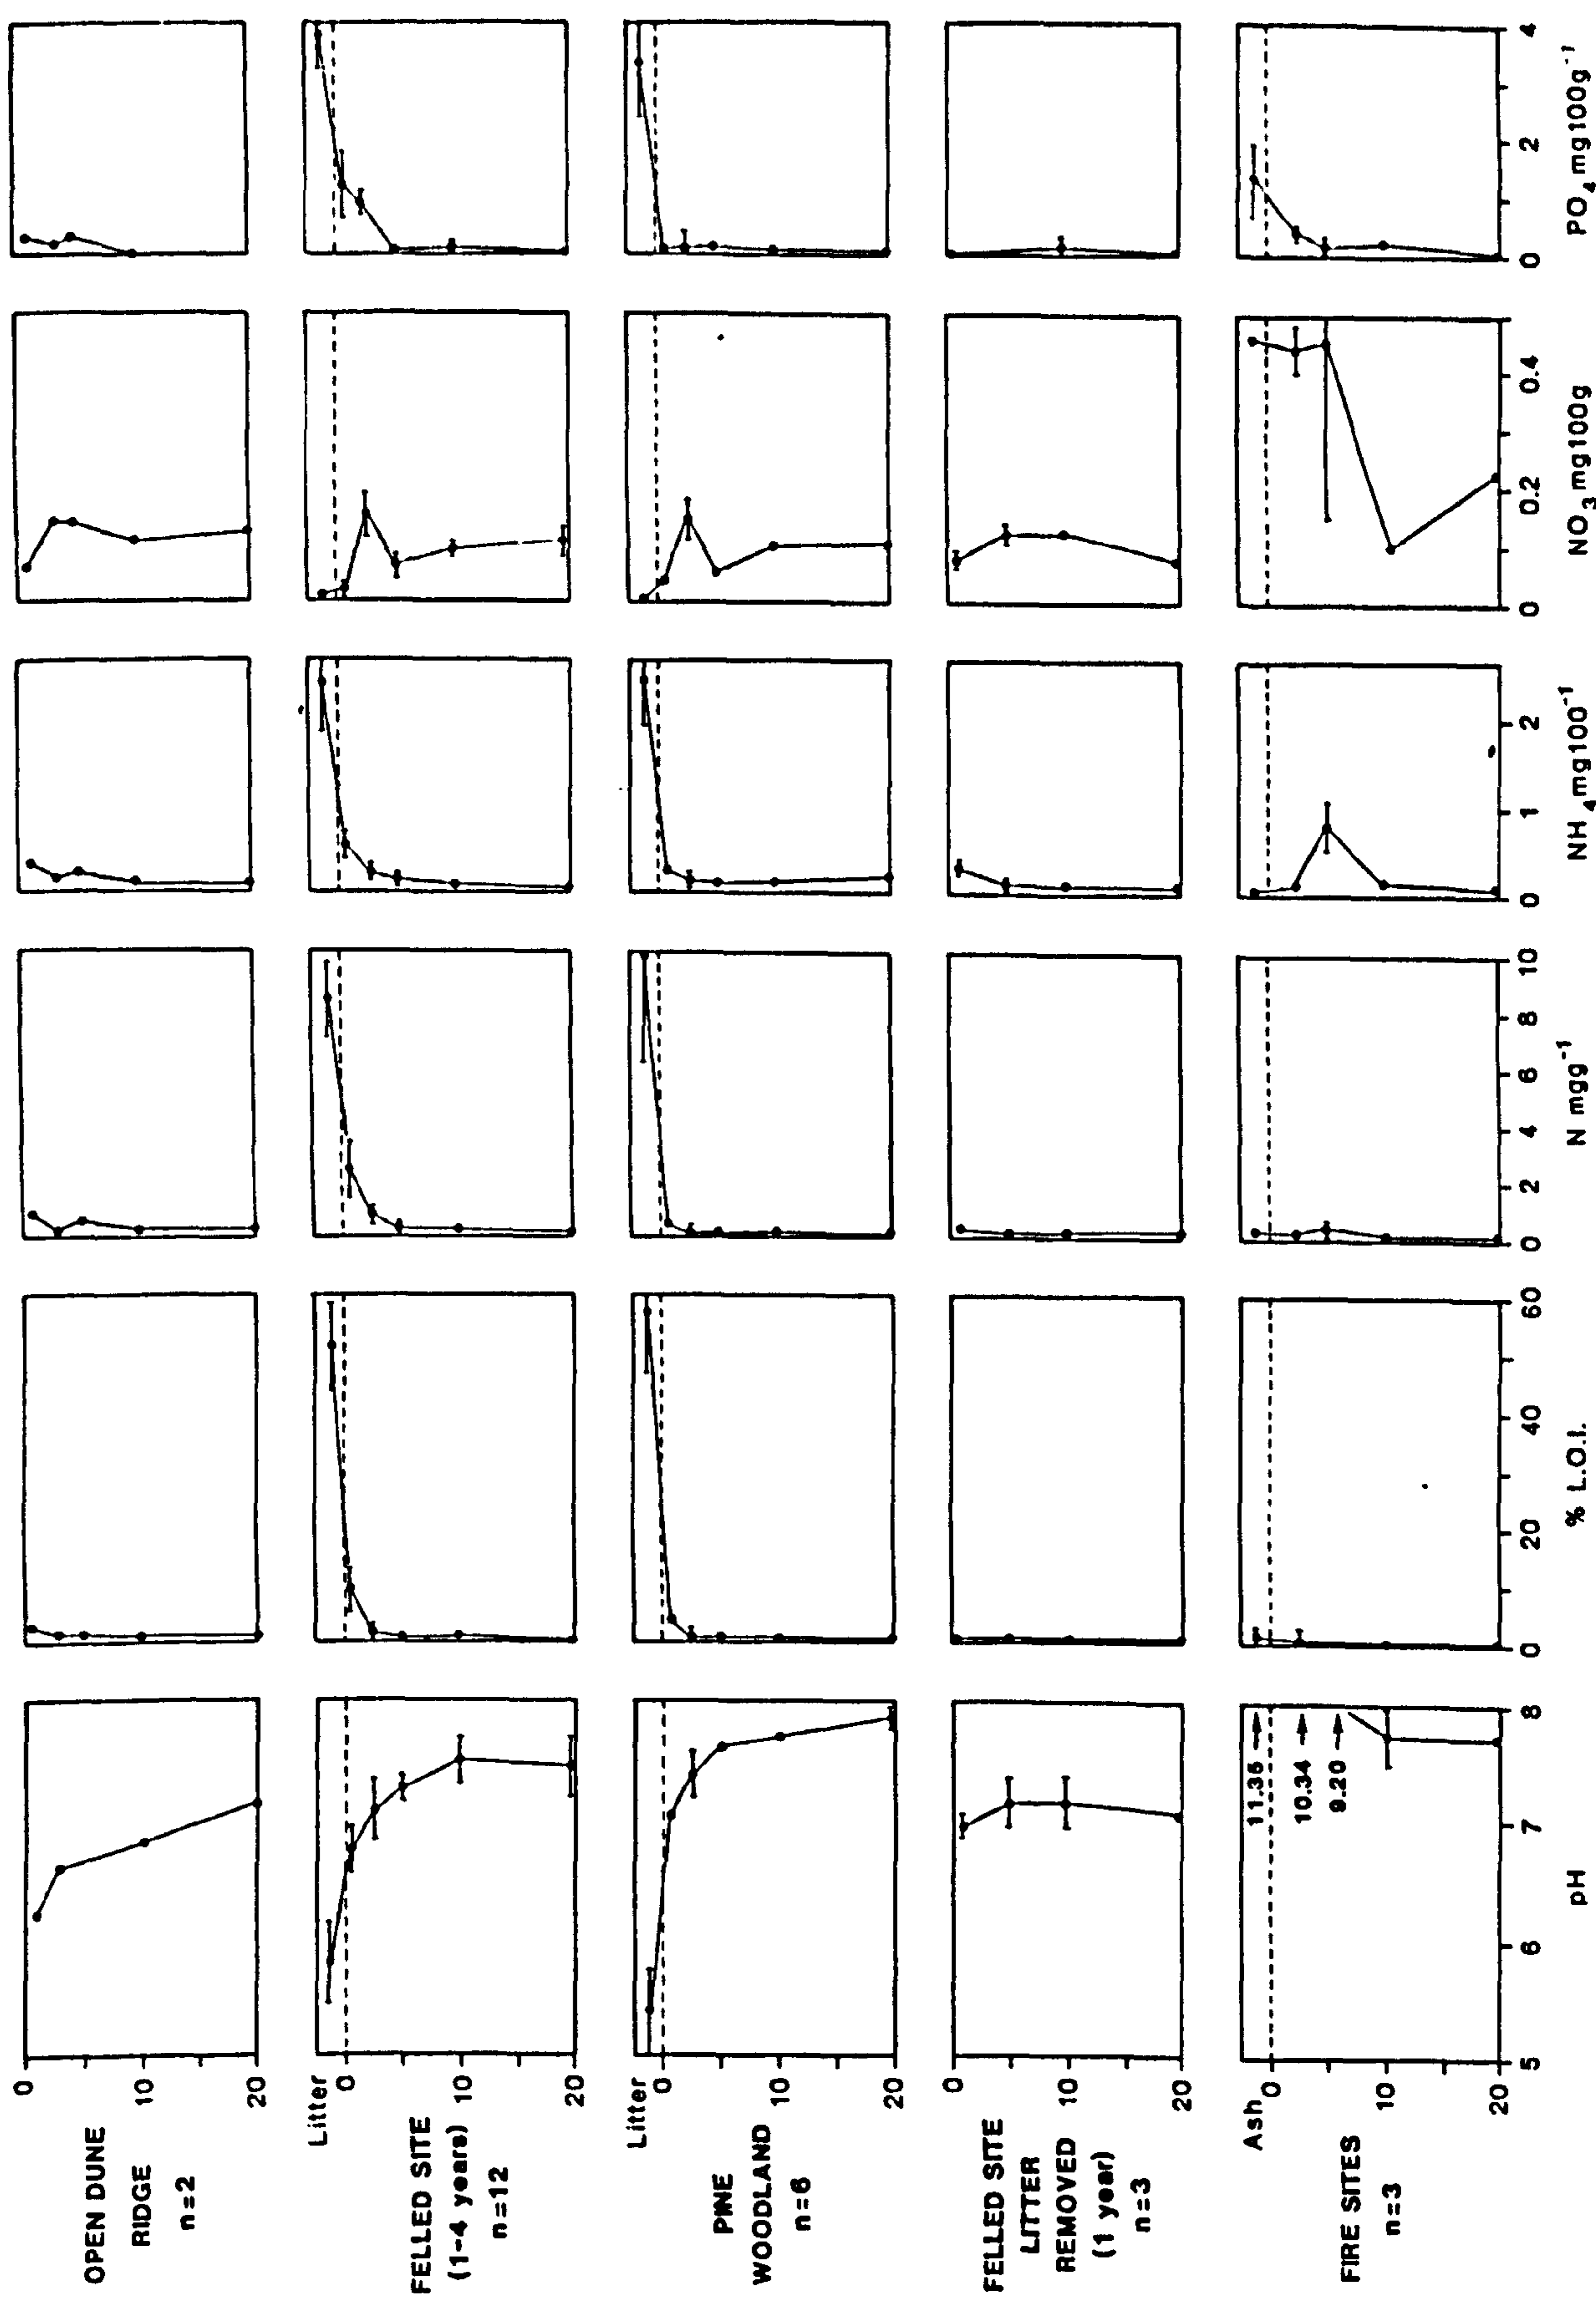 OPEN DUNE
RIDGE
n=2
0
10
20
FELLED SITE
(1-4 years)
n=12
Litter
0
10
20
PINE
WOODLAND
n=6
Litter
0
10
20
FELLED SITE
LITTER
REMOVED
(1 year)
n=3
0
10
20
FIRE SITES
n=3
Ash
0
10
20
11.35
10.34
9.20
5 6 7 8
pH
0 20 40 60
% L.O.I.
0 2 4 6 8 10
N mgg⁻¹
0 1 2
NH₄ mg100⁻¹
0 0.2 0.4
NO₃ mg100g
0 2 4
PO₄ mg100g⁻¹